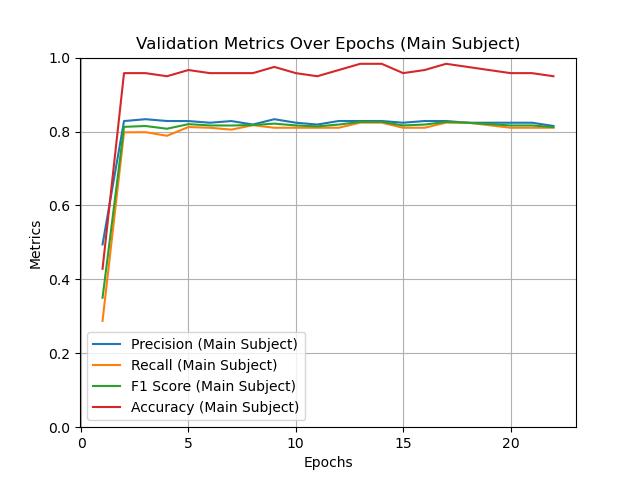 Validation Metrics Over Epochs (Main Subject)
1.0
0.8
0.6
0.4
0.2
0.0
Metrics
Precision (Main Subject)
Recall (Main Subject)
F1 Score (Main Subject)
Accuracy (Main Subject)
0 5 10 15 20
Epochs